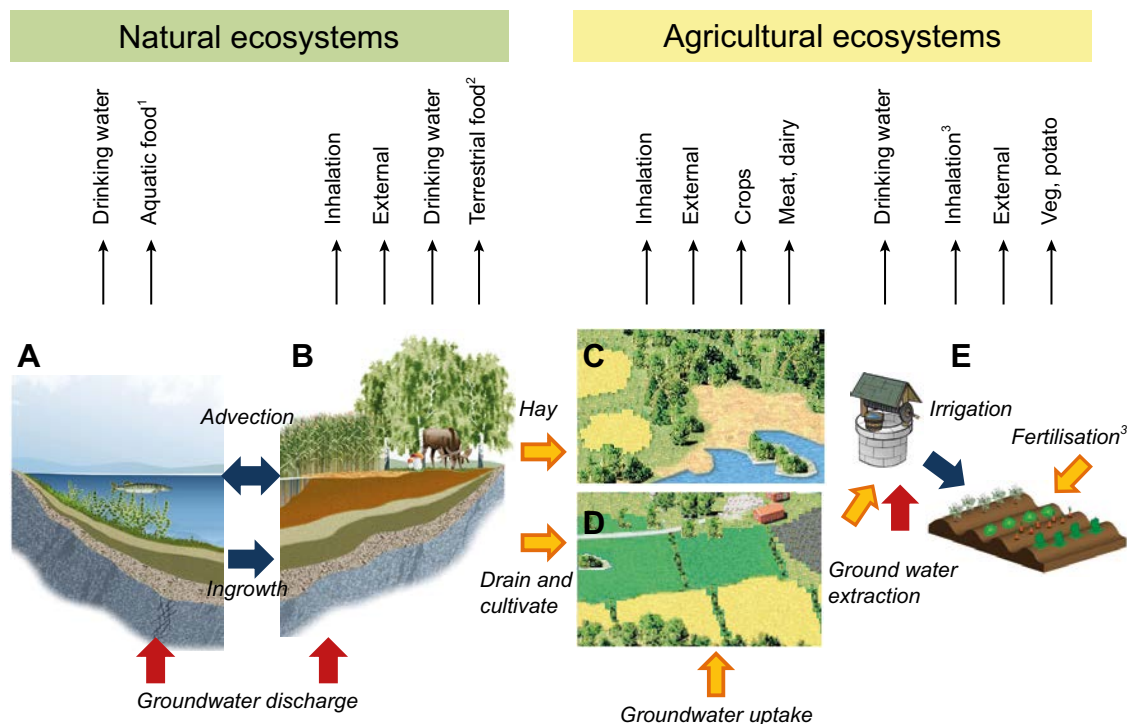 Natural ecosystems
Agricultural ecosystems
Drinking water
Aquatic food1
Inhalation
External
Drinking water
Terrestrial food2
Inhalation
External
Crops
Meat, dairy
Drinking water
Inhalation3
External
Veg, potato
A
B
C
E
Advection
Hay
Irrigation
Fertilisation3
D
Ingrowth
Drain and
cultivate
Ground water
extraction
Groundwater discharge
Groundwater uptake